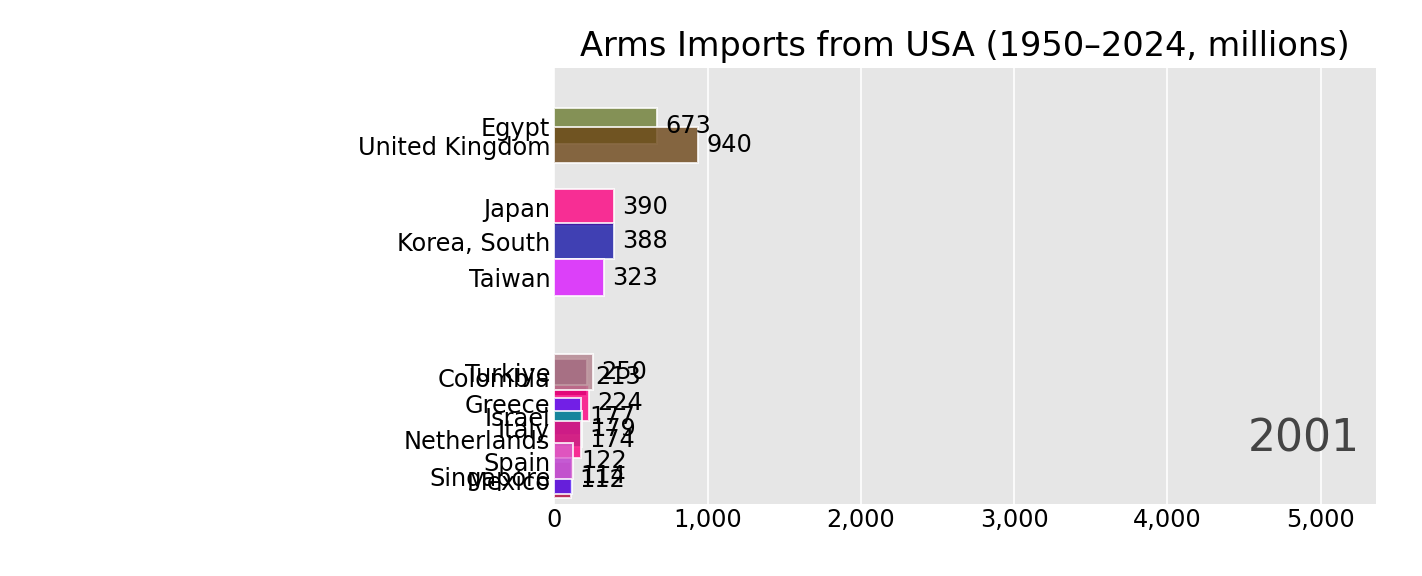 Arms Imports from USA (1950–2024, millions)
Egypt 673
United Kingdom 940
Japan 390
Korea, South 388
Taiwan 323
Turkiye 250
Colombia 213
Greece 224
Israel 177
Italy 179
Netherlands 174
Spain 122
Singapore 114
Mexico 112
2001
0 1,000 2,000 3,000 4,000 5,000